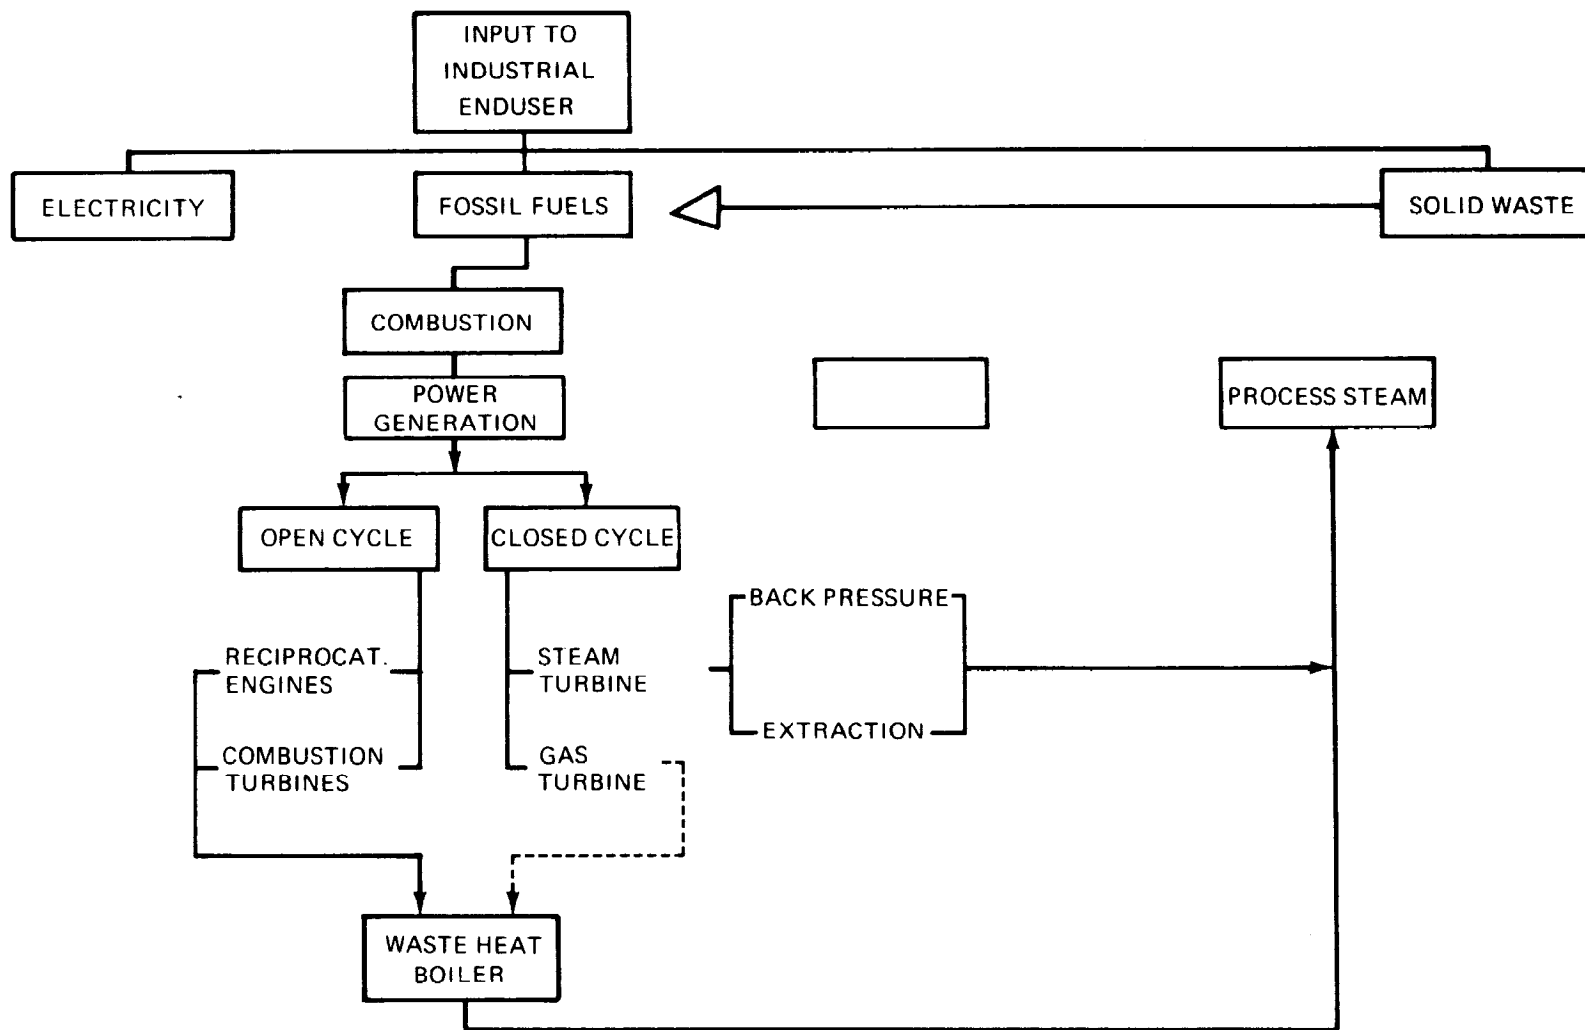 INPUT TO
INDUSTRIAL
ENDUSER
ELECTRICITY
FOSSIL FUELS
SOLID WASTE
COMBUSTION
POWER
GENERATION
PROCESS STEAM
OPEN CYCLE
CLOSED CYCLE
BACK PRESSURE
RECIPROCAT.
ENGINES
STEAM
TURBINE
EXTRACTION
COMBUSTION
TURBINES
GAS
TURBINE
WASTE HEAT
BOILER